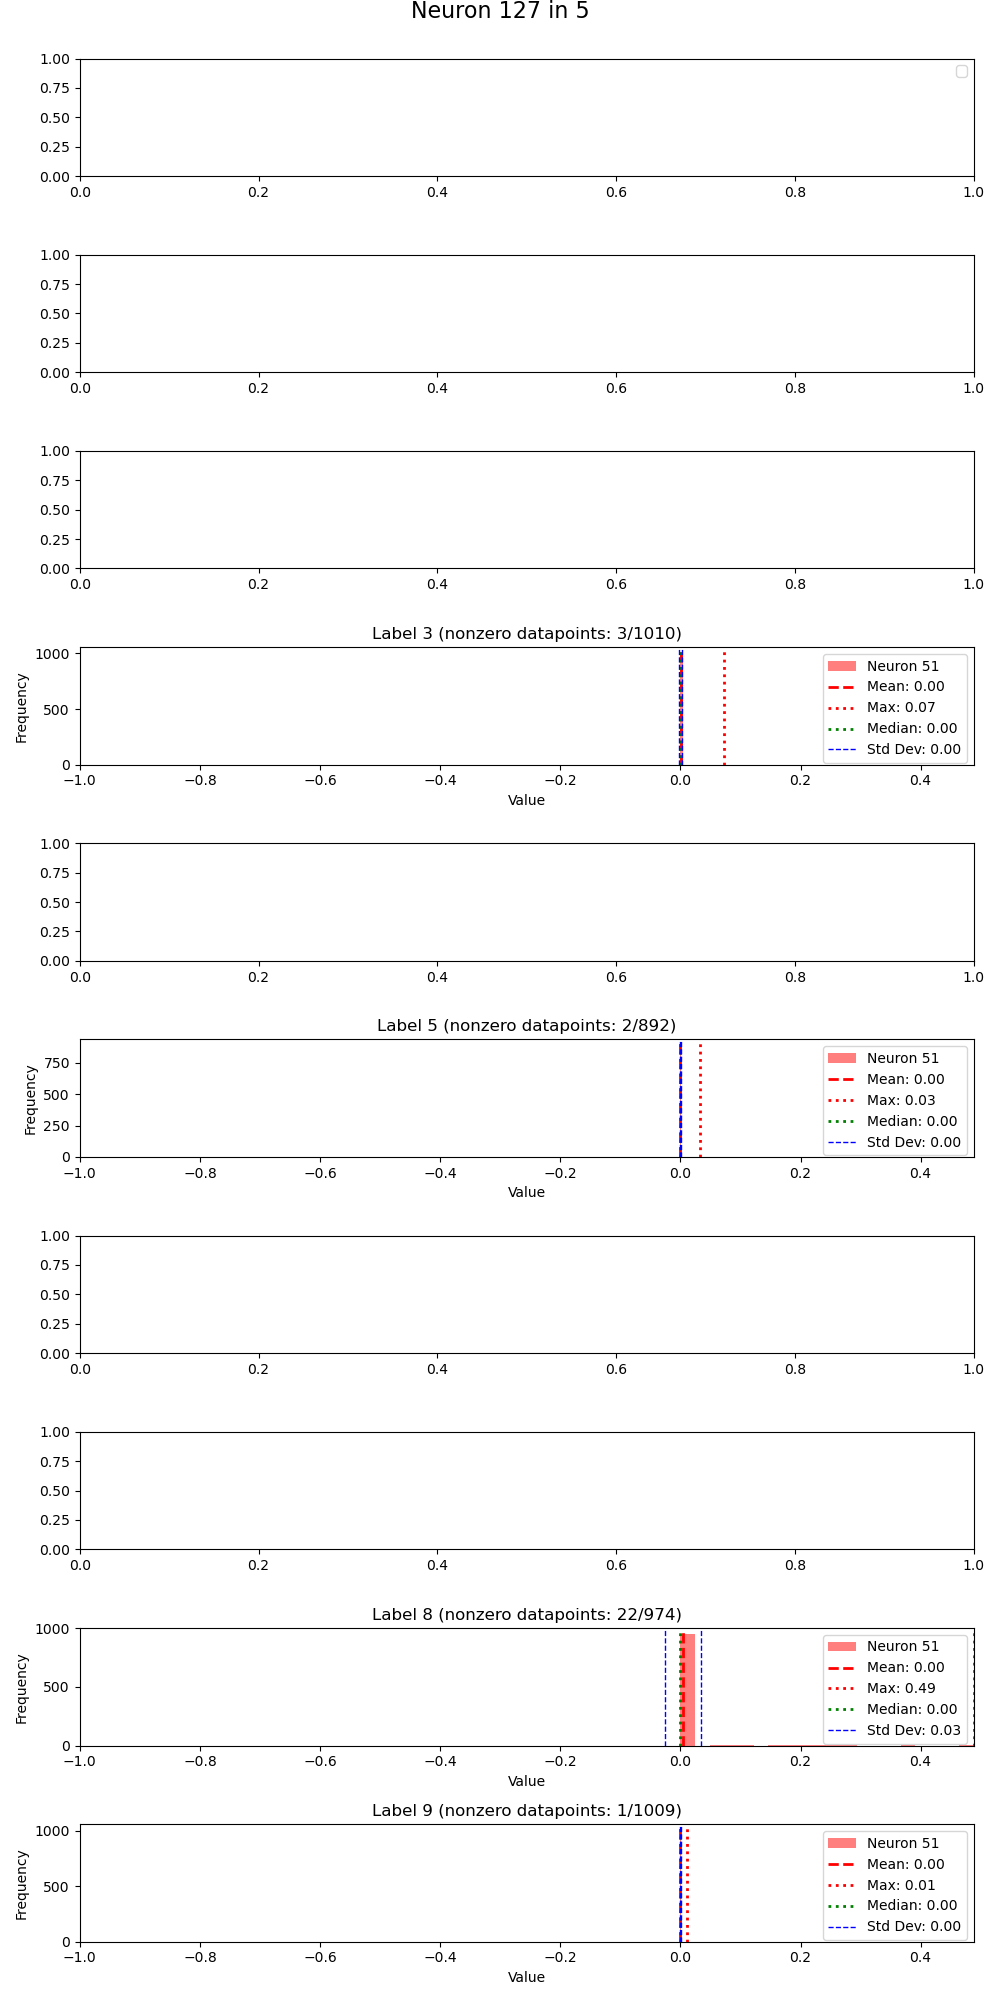 Neuron 127 in 5
1.00
0.75
0.50
0.25
0.00
0.0 0.2 0.4 0.6 0.8 1.0
1.00
0.75
0.50
0.25
0.00
0.0 0.2 0.4 0.6 0.8 1.0
1.00
0.75
0.50
0.25
0.00
0.0 0.2 0.4 0.6 0.8 1.0
Label 3 (nonzero datapoints: 3/1010)
Frequency
1000
500
0
Neuron 51
Mean: 0.00
Max: 0.07
Median: 0.00
Std Dev: 0.00
−1.0 −0.8 −0.6 −0.4 −0.2 0.0 0.2 0.4
Value
1.00
0.75
0.50
0.25
0.00
0.0 0.2 0.4 0.6 0.8 1.0
Label 5 (nonzero datapoints: 2/892)
Frequency
750
500
250
0
Neuron 51
Mean: 0.00
Max: 0.03
Median: 0.00
Std Dev: 0.00
−1.0 −0.8 −0.6 −0.4 −0.2 0.0 0.2 0.4
Value
1.00
0.75
0.50
0.25
0.00
0.0 0.2 0.4 0.6 0.8 1.0
1.00
0.75
0.50
0.25
0.00
0.0 0.2 0.4 0.6 0.8 1.0
Label 8 (nonzero datapoints: 22/974)
Frequency
1000
500
0
Neuron 51
Mean: 0.00
Max: 0.49
Median: 0.00
Std Dev: 0.03
−1.0 −0.8 −0.6 −0.4 −0.2 0.0 0.2 0.4
Value
Label 9 (nonzero datapoints: 1/1009)
Frequency
1000
500
0
Neuron 51
Mean: 0.00
Max: 0.01
Median: 0.00
Std Dev: 0.00
−1.0 −0.8 −0.6 −0.4 −0.2 0.0 0.2 0.4
Value